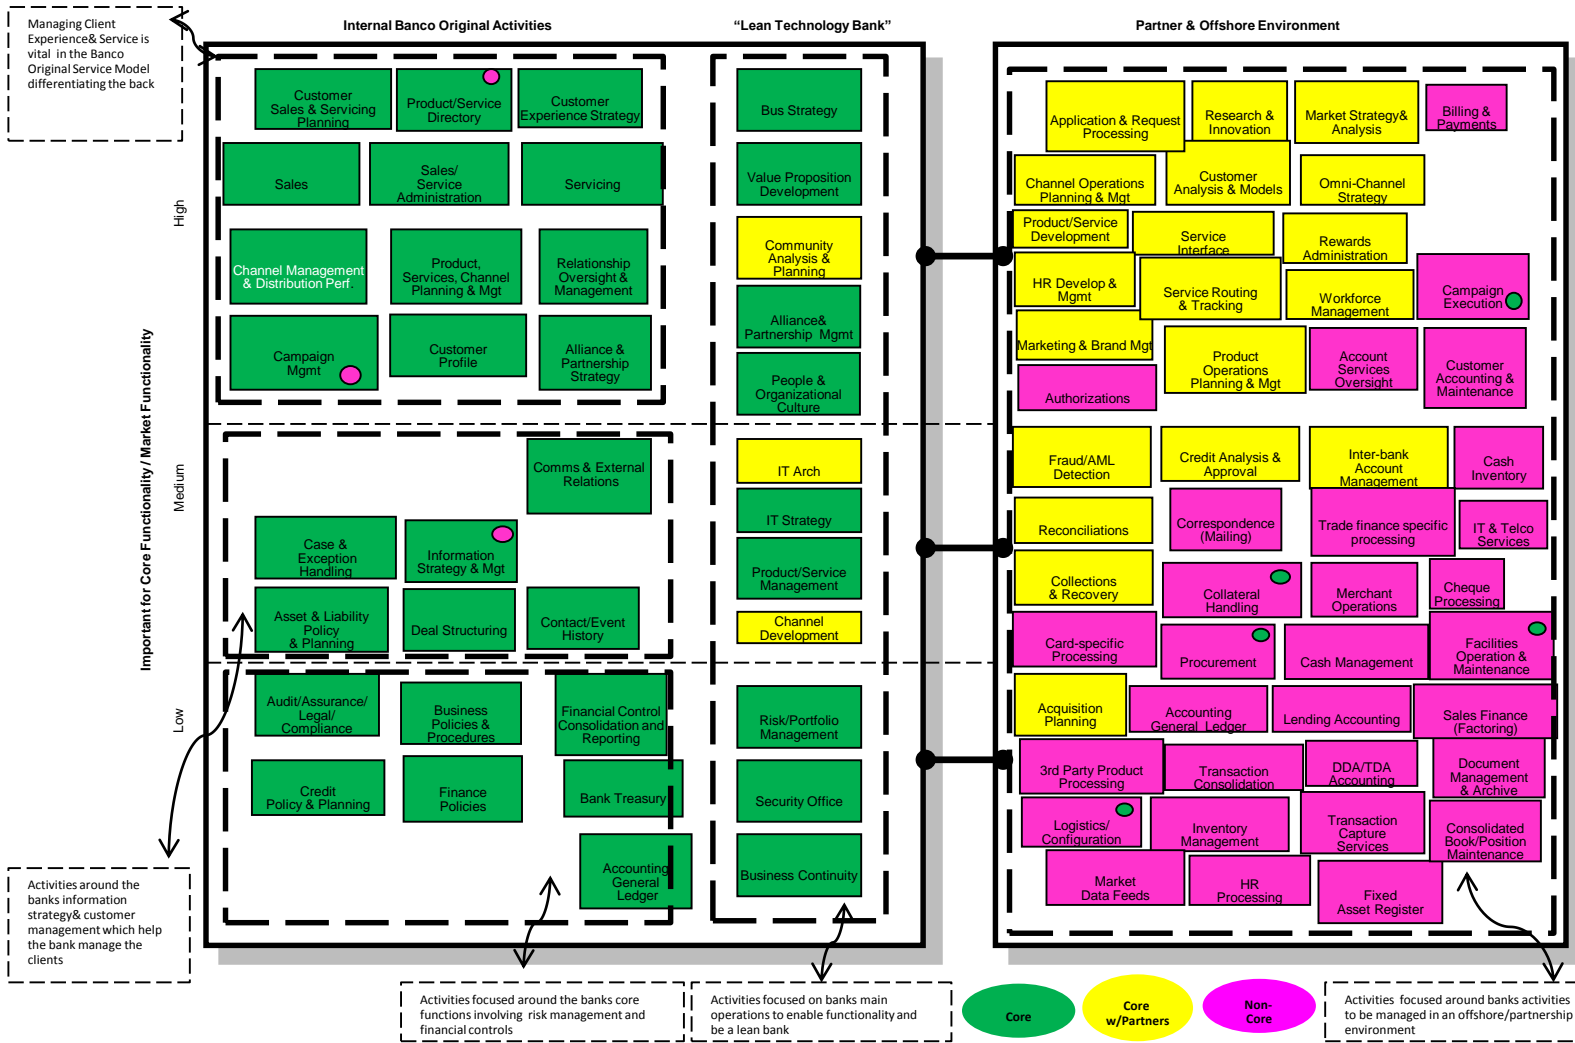 Managing Client
Experience& Service is
vital in the Banco
Original Service Model
differentiating the back
Internal Banco Original Activities
“Lean Technology Bank”
Partner & Offshore Environment
Important for Core Functionality / Market Functionality
High
Medium
Low
Customer
Sales & Servicing
Planning
Product/Service
Directory
Customer
Experience Strategy
Sales
Sales/
Service
Administration
Servicing
Channel Management
& Distribution Perf.
Product,
Services, Channel
Planning & Mgt
Relationship
Oversight &
Management
Campaign
Mgmt
Customer
Profile
Alliance &
Partnership
Strategy
Comms & External
Relations
Case &
Exception
Handling
Information
Strategy & Mgt
Asset & Liability
Policy
& Planning
Deal Structuring
Contact/Event
History
Audit/Assurance/
Legal/
Compliance
Business
Policies &
Procedures
Financial Control
Consolidation and
Reporting
Credit
Policy & Planning
Finance
Policies
Bank Treasury
Accounting
General
Ledger
Bus Strategy
Value Proposition
Development
Community
Analysis &
Planning
Alliance&
Partnership Mgmt
People &
Organizational
Culture
IT Arch
IT Strategy
Product/Service
Management
Channel
Development
Risk/Portfolio
Management
Security Office
Business Continuity
Application & Request
Processing
Research &
Innovation
Market Strategy&
Analysis
Billing &
Payments
Channel Operations
Planning & Mgt
Customer
Analysis & Models
Omni-Channel
Strategy
Product/Service
Development
Service
Interface
Rewards
Administration
HR Develop &
Mgmt
Service Routing
& Tracking
Workforce
Management
Campaign
Execution
Marketing & Brand Mgt
Product
Operations
Planning & Mgt
Account
Services
Oversight
Customer
Accounting &
Maintenance
Authorizations
Fraud/AML
Detection
Credit Analysis &
Approval
Inter-bank
Account
Management
Cash
Inventory
Reconciliations
Correspondence
(Mailing)
Trade finance specific
processing
IT & Telco
Services
Collections
& Recovery
Collateral
Handling
Merchant
Operations
Cheque
Processing
Card-specific
Processing
Procurement
Cash Management
Facilities
Operation &
Maintenance
Acquisition
Planning
Accounting
General Ledger
Lending Accounting
Sales Finance
(Factoring)
3rd Party Product
Processing
Transaction
Consolidation
DDA/TDA
Accounting
Document
Management
& Archive
Logistics/
Configuration
Inventory
Management
Transaction
Capture
Services
Consolidated
Book/Position
Maintenance
Market
Data Feeds
HR
Processing
Fixed
Asset Register
Activities around the
banks information
strategy& customer
management which help
the bank manage the
clients
Activities focused around the banks core
functions involving risk management and
financial controls
Activities focused on banks main
operations to enable functionality and
be a lean bank
Core
Core
w/Partners
Non-
Core
Activities focused around banks activities
to be managed in an offshore/partnership
environment